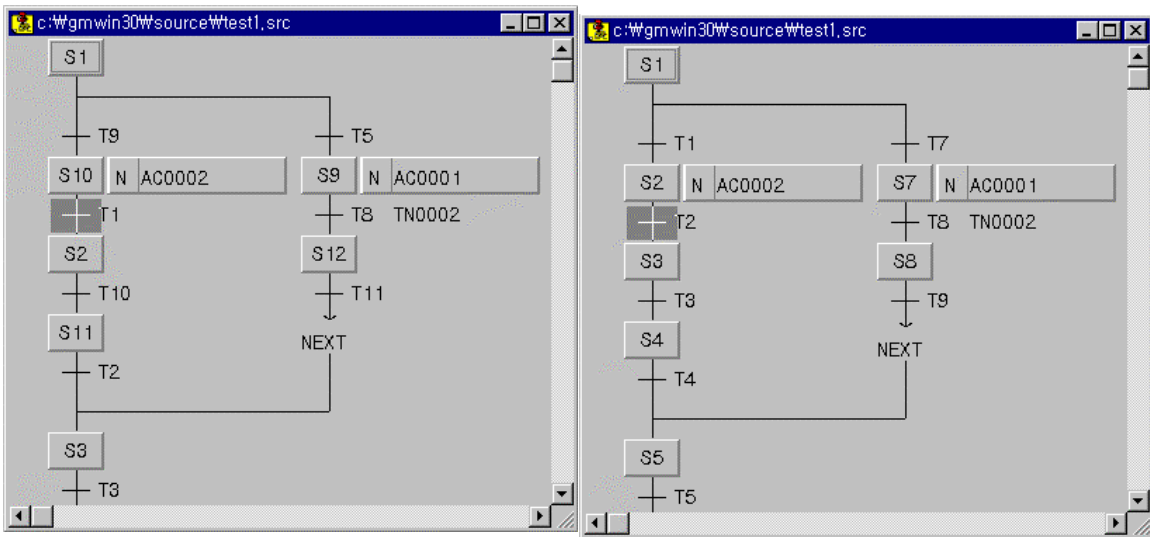 c:₩gmwin30₩source₩test1.src
S1
T9 T5
S10 N AC0002 S9 N AC0001
T1 T8 TN0002
S2 S12
T10 T11
S11 NEXT
T2
S3
T3
c:₩gmwin30₩source₩test1.src
S1
T1 T7
S2 N AC0002 S7 N AC0001
T2 T8 TN0002
S3 S8
T3 T9
S4 NEXT
T4
S5
T5